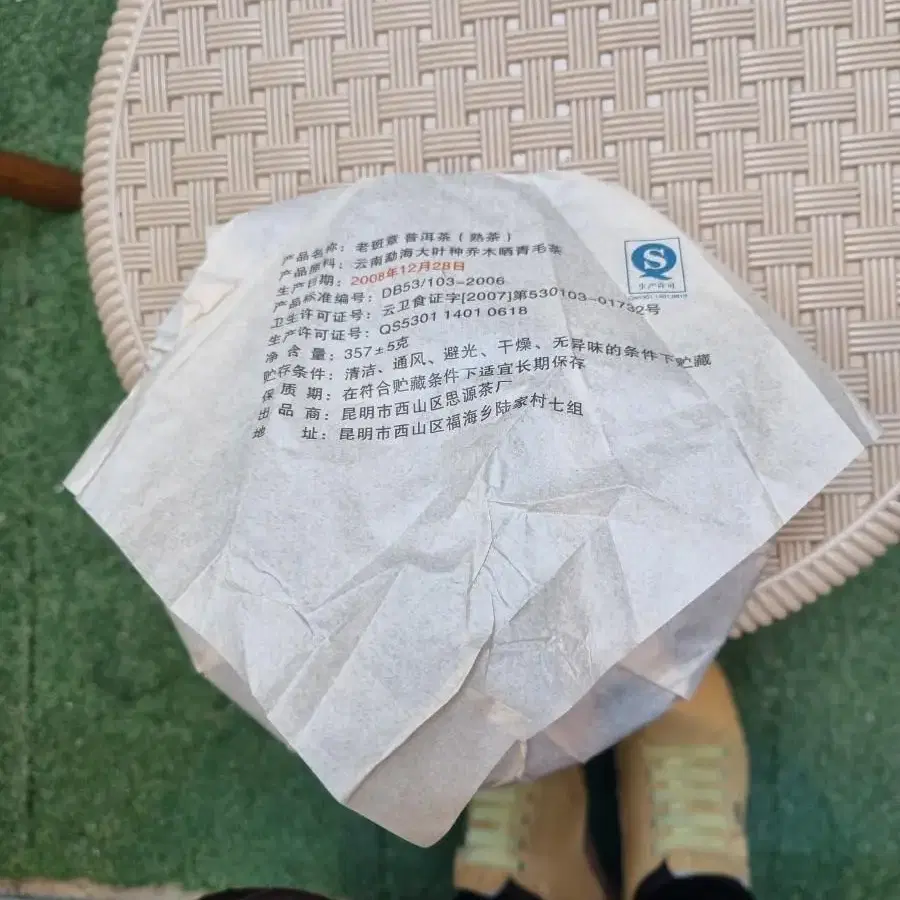 产品名称：老班章 普洱茶（熟茶）
产品原料：云南勐海大叶种乔木晒青毛茶
生产日期：2008年12月28日
产品标准编号：DB53/103-2006
卫生许可证号：云卫食证字[2007]第530103-01732号
生产许可证号：QS5301 1401 0618
净 含 量：357±5克
贮存条件：清洁、通风、避光、干燥、无异味的条件下贮藏
保 质 期：在符合贮藏条件下适宜长期保存
出 品 商：昆明市西山区思源茶厂
地 址：昆明市西山区福海乡陆家村七组
S
生产许可
QS5301 1401 0618